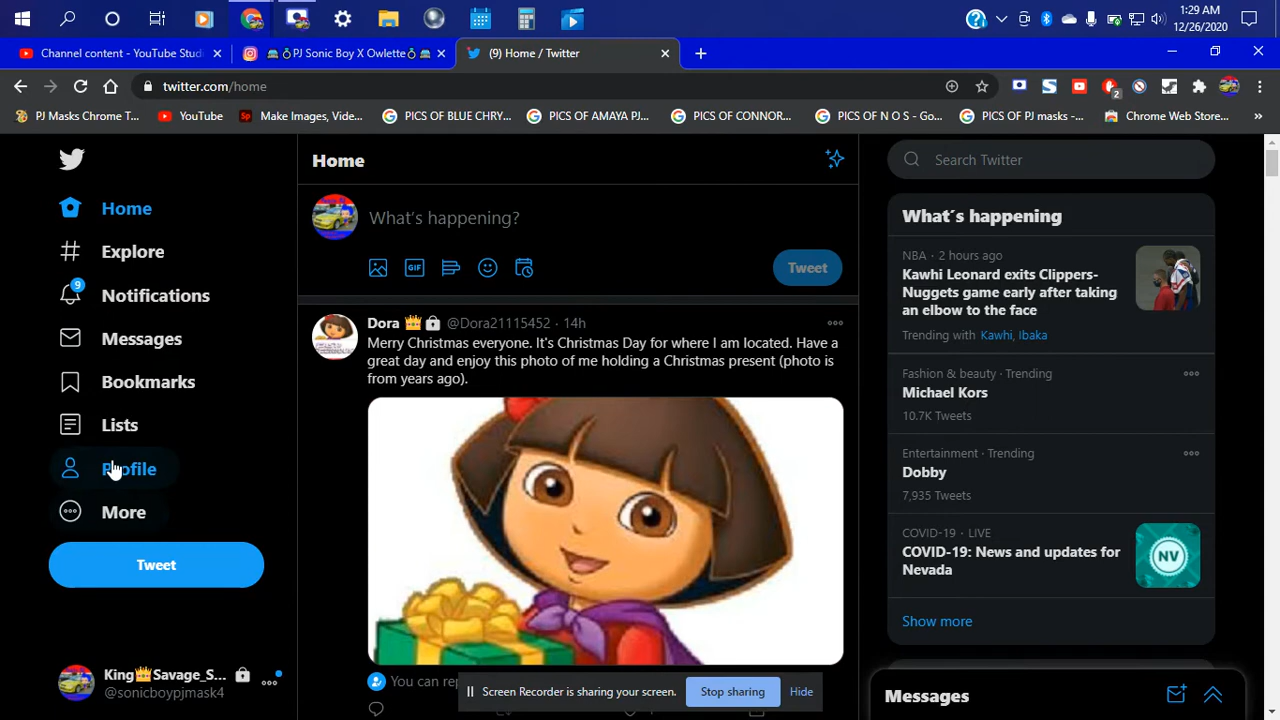 1:29 AM
12/26/2020
Channel content - YouTube Stud
PJ Sonic Boy X Owlette
(9) Home / Twitter
twitter.com/home
2
PJ Masks Chrome T...
YouTube
Sp Make Images, Vide...
PICS OF BLUE CHRY...
PICS OF AMAYA PJ...
PICS OF CONNOR...
PICS OF N O S - Go...
PICS OF PJ masks -...
Chrome Web Store...
»
Home
Explore
9
Notifications
Messages
Bookmarks
Lists
Profile
More
Tweet
King👑Savage_S...
@sonicboypjmask4
Home
What's happening?
GIF
Tweet
Dora 👑 @Dora21115452 · 14h
Merry Christmas everyone. It's Christmas Day for where I am located. Have a
great day and enjoy this photo of me holding a Christmas present (photo is
from years ago).
You can rep
Screen Recorder is sharing your screen.
Stop sharing
Hide
Search Twitter
What's happening
NBA · 2 hours ago
Kawhi Leonard exits Clippers-
Nuggets game early after taking
an elbow to the face
Trending with Kawhi, Ibaka
Fashion & beauty · Trending
Michael Kors
10.7K Tweets
Entertainment · Trending
Dobby
7,935 Tweets
COVID-19 · LIVE
COVID-19: News and updates for
Nevada
NV
Show more
Messages